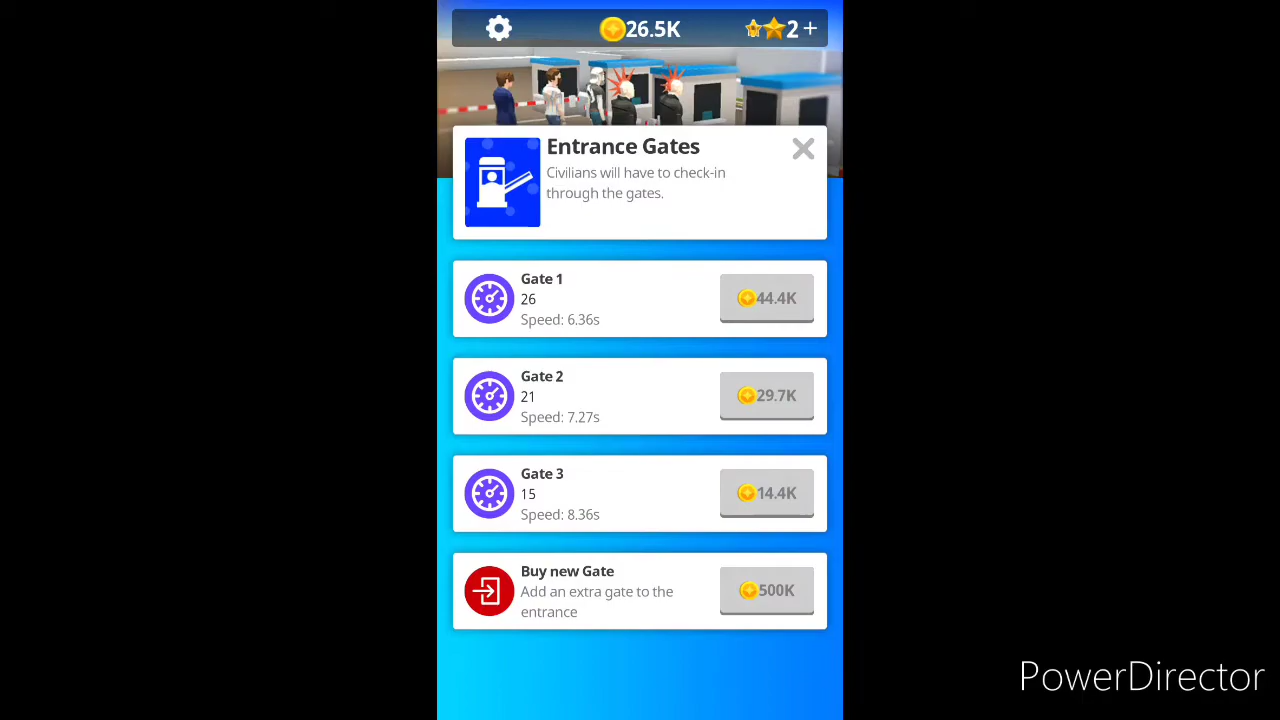 26.5K 2+
Entrance Gates
Civilians will have to check-in
through the gates.
Gate 1
26
Speed: 6.36s
44.4K
Gate 2
21
Speed: 7.27s
29.7K
Gate 3
15
Speed: 8.36s
14.4K
Buy new Gate
Add an extra gate to the
entrance
500K
PowerDirector